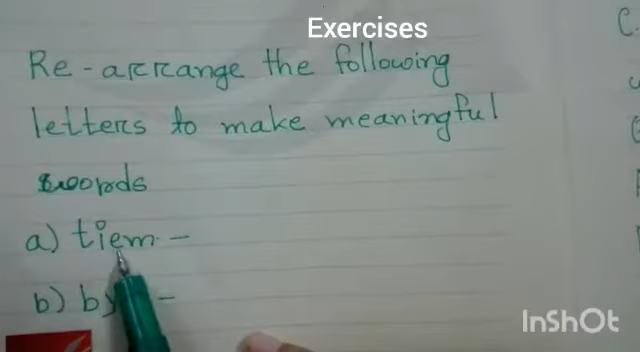 Exercises
Re-arrange the following
letters to make meaningful
words
a) tiem -
b) by -
InShOt
C.